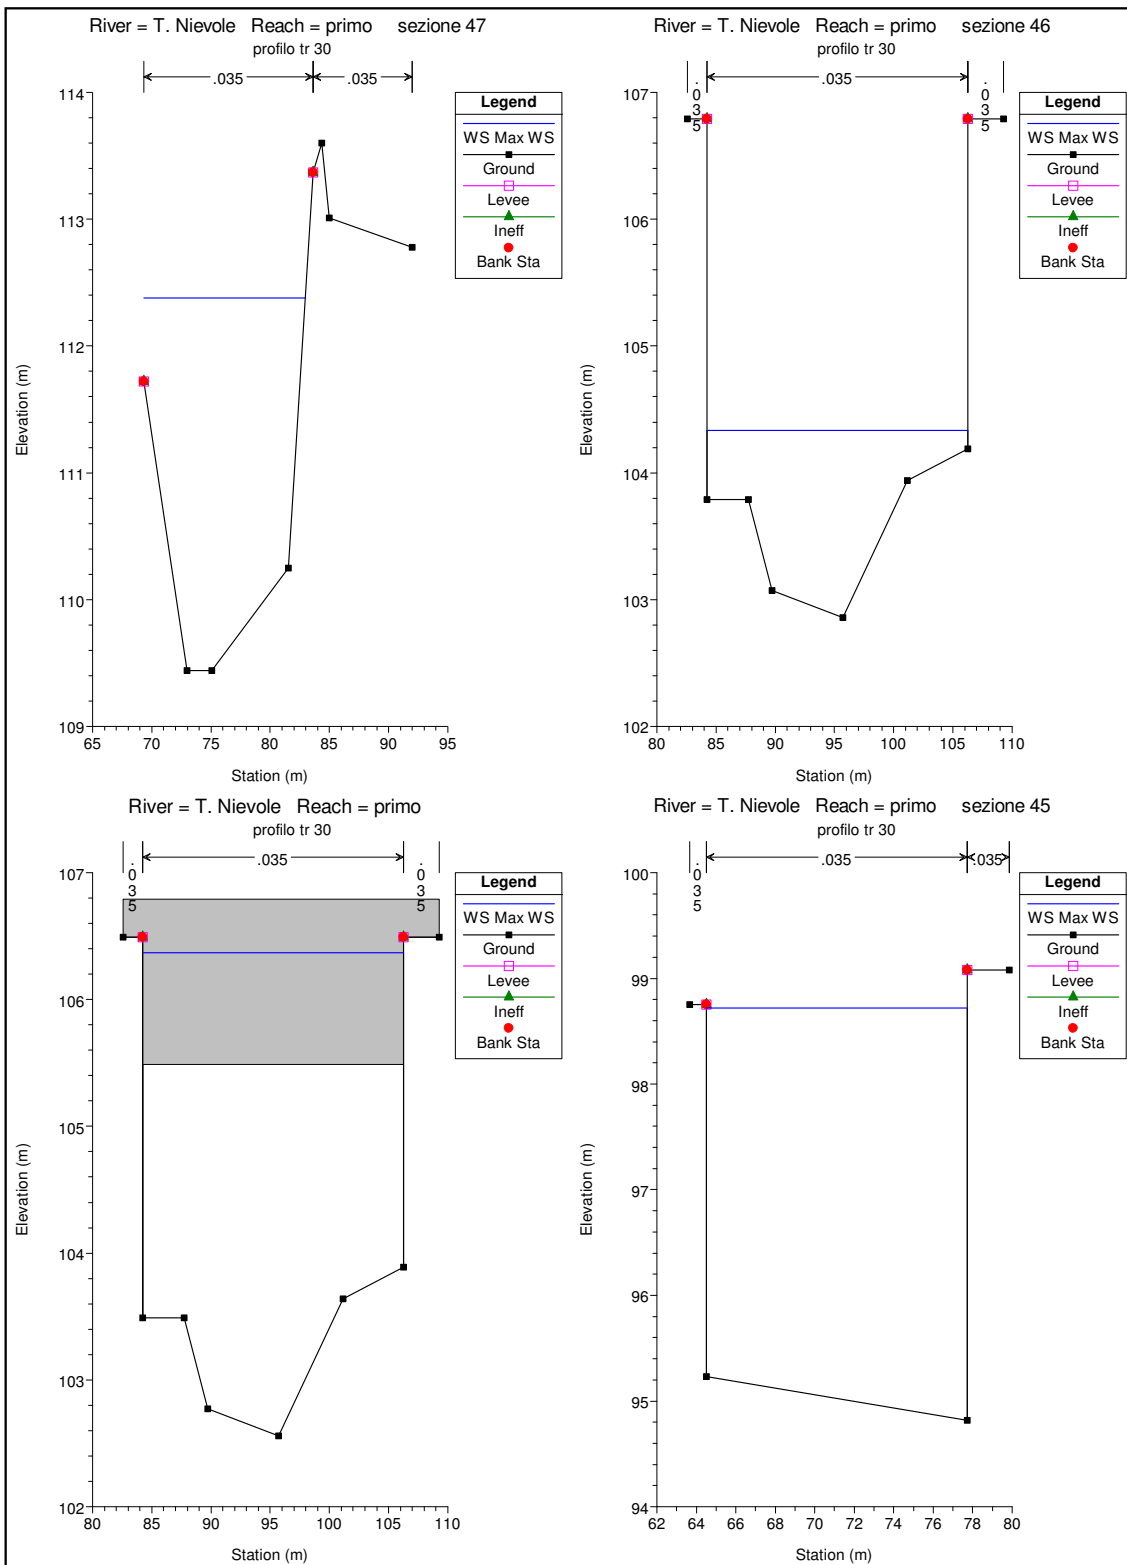 River = T. Nievole   Reach = primo      sezione 47
profilo tr 30
.035
.035
114
113
112
111
110
109
65
70
75
80
85
90
95
Elevation (m)
Station (m)
Legend
WS Max WS
Ground
Levee
Ineff
Bank Sta
River = T. Nievole   Reach = primo      sezione 46
profilo tr 30
.035
.035
.035
107
106
105
104
103
102
80
85
90
95
100
105
110
Elevation (m)
Station (m)
Legend
WS Max WS
Ground
Levee
Ineff
Bank Sta
River = T. Nievole   Reach = primo
profilo tr 30
.035
.035
.035
107
106
105
104
103
102
80
85
90
95
100
105
110
Elevation (m)
Station (m)
Legend
WS Max WS
Ground
Levee
Ineff
Bank Sta
River = T. Nievole   Reach = primo      sezione 45
profilo tr 30
.035
.035
.035
100
99
98
97
96
95
94
62
64
66
68
70
72
74
76
78
80
Elevation (m)
Station (m)
Legend
WS Max WS
Ground
Levee
Ineff
Bank Sta